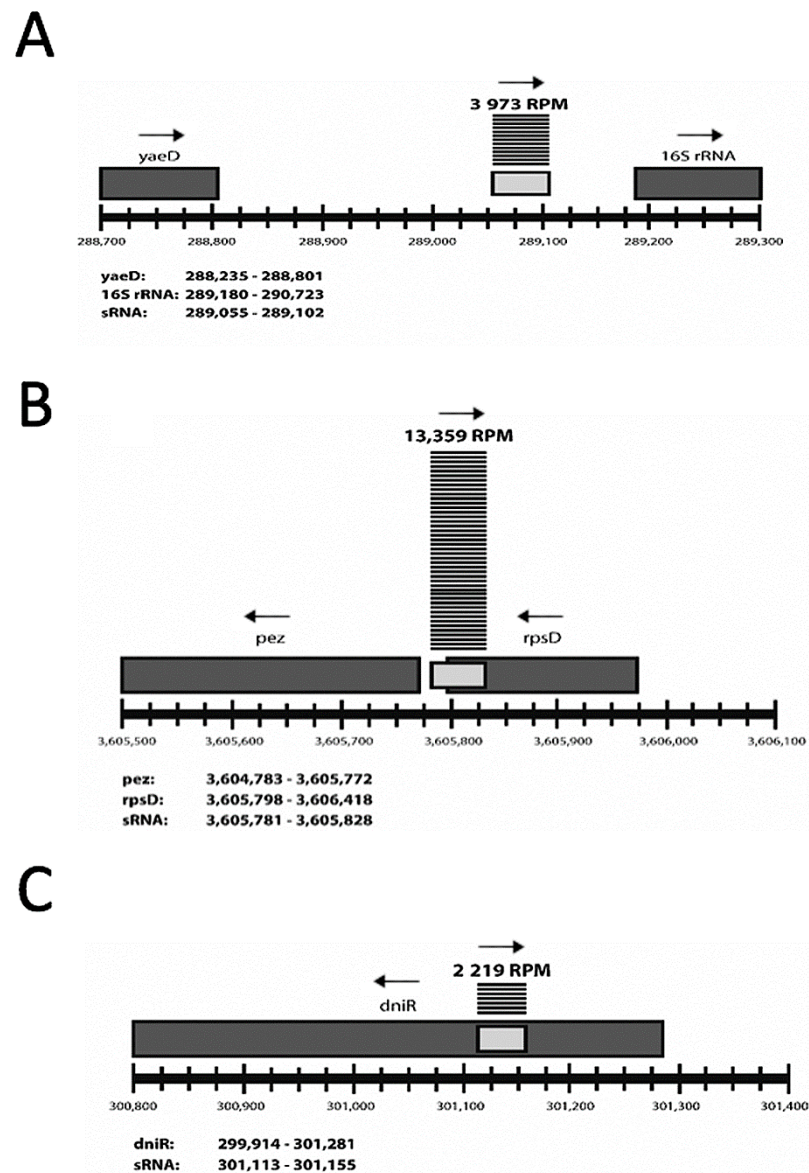 A
3 973 RPM
yaeD
16S rRNA
288,700 288,800 288,900 289,000 289,100 289,200 289,300
yaeD: 288,235 - 288,801
16S rRNA: 289,180 - 290,723
sRNA: 289,055 - 289,102
B
13,359 RPM
pez
rpsD
3,605,500 3,605,600 3,605,700 3,605,800 3,605,900 3,606,000 3,606,100
pez: 3,604,783 - 3,605,772
rpsD: 3,605,798 - 3,606,418
sRNA: 3,605,781 - 3,605,828
C
2 219 RPM
dniR
300,800 300,900 301,000 301,100 301,200 301,300 301,400
dniR: 299,914 - 301,281
sRNA: 301,113 - 301,155